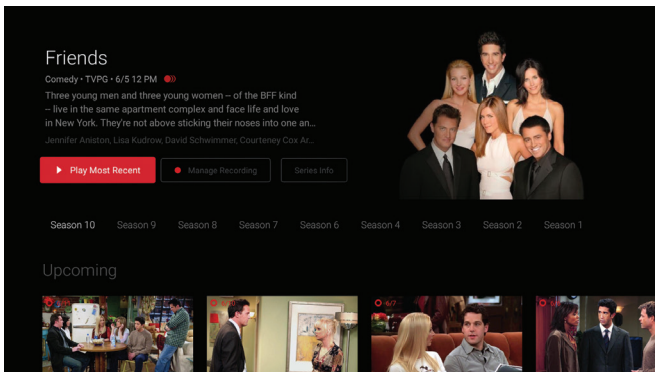 Friends
Comedy • TVPG • 6/5 12 PM
Three young men and three young women -- of the BFF kind
-- live in the same apartment complex and face life and love
in New York. They're not above sticking their noses into one an...
Jennifer Aniston, Lisa Kudrow, David Schwimmer, Courteney Cox Ar...
Play Most Recent
Manage Recording
Series Info
Season 10 Season 9 Season 8 Season 7 Season 6 Season 4 Season 3 Season 2 Season 1
Upcoming
6/7